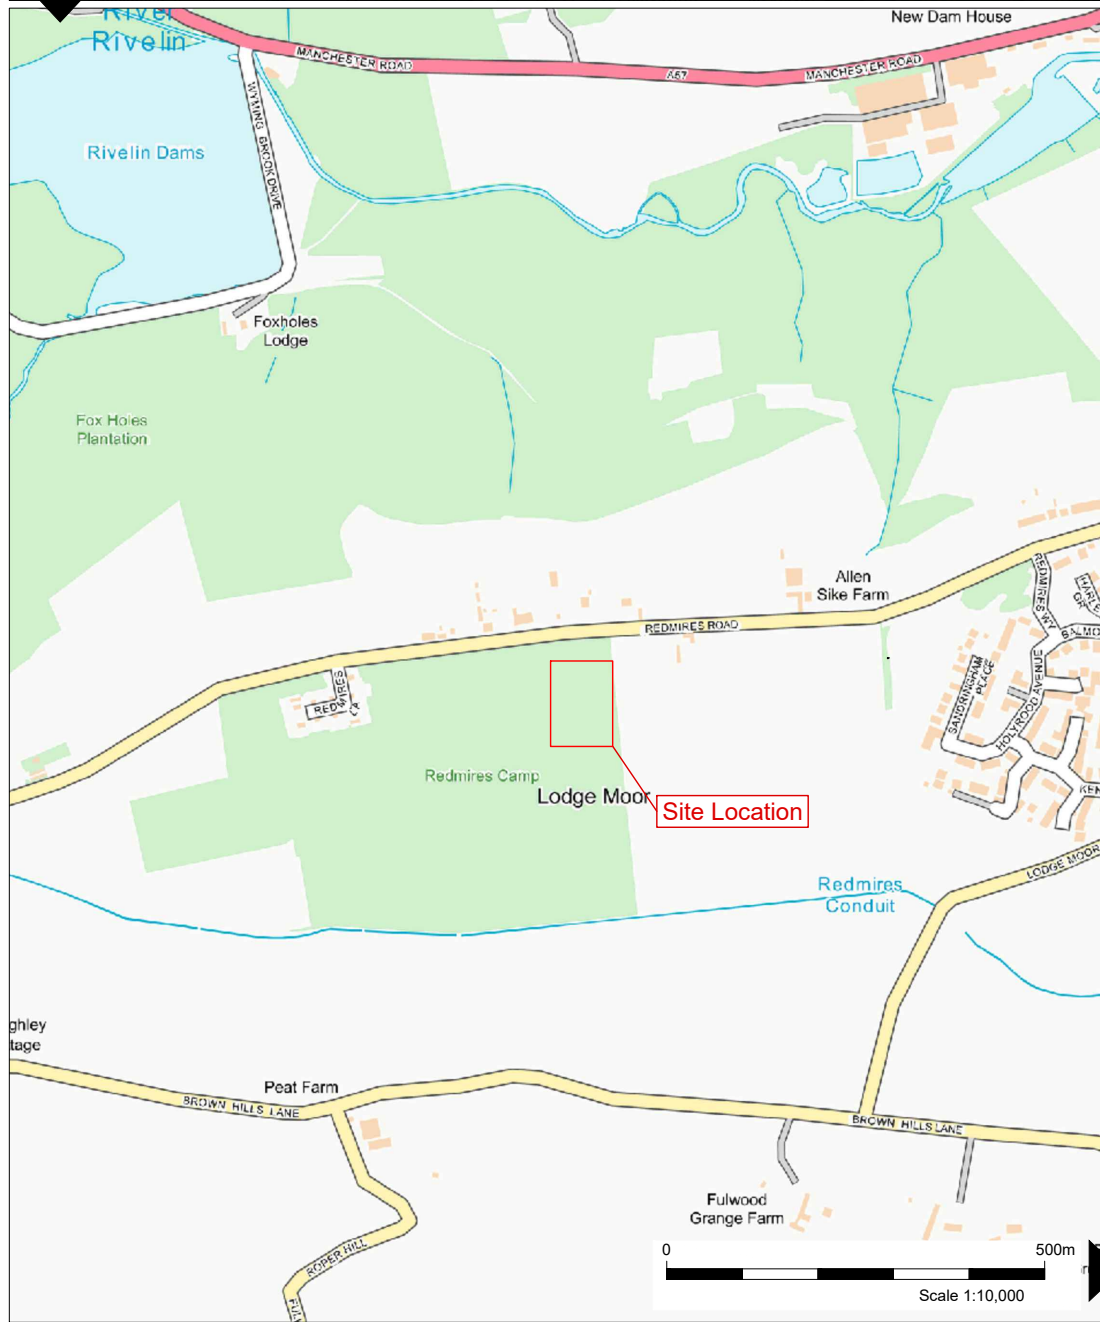 River
Rivelin
New Dam House
MANCHESTER ROAD
A57
MANCHESTER ROAD
WYMING BROOK DRIVE
Rivelin Dams
Foxholes
Lodge
Fox Holes
Plantation
Allen
Sike Farm
REDMIRES ROAD
REDMIRES WY
SANDRINGHAM
PLACE
HOLYROOD AVENUE
Redmires Camp
Lodge Moor
Site Location
LODGE MOOR
Redmires
Conduit
ghley
tage
Peat Farm
BROWN HILLS LANE
BROWN HILLS LANE
Fulwood
Grange Farm
ROPER HILL
0 500m
Scale 1:10,000